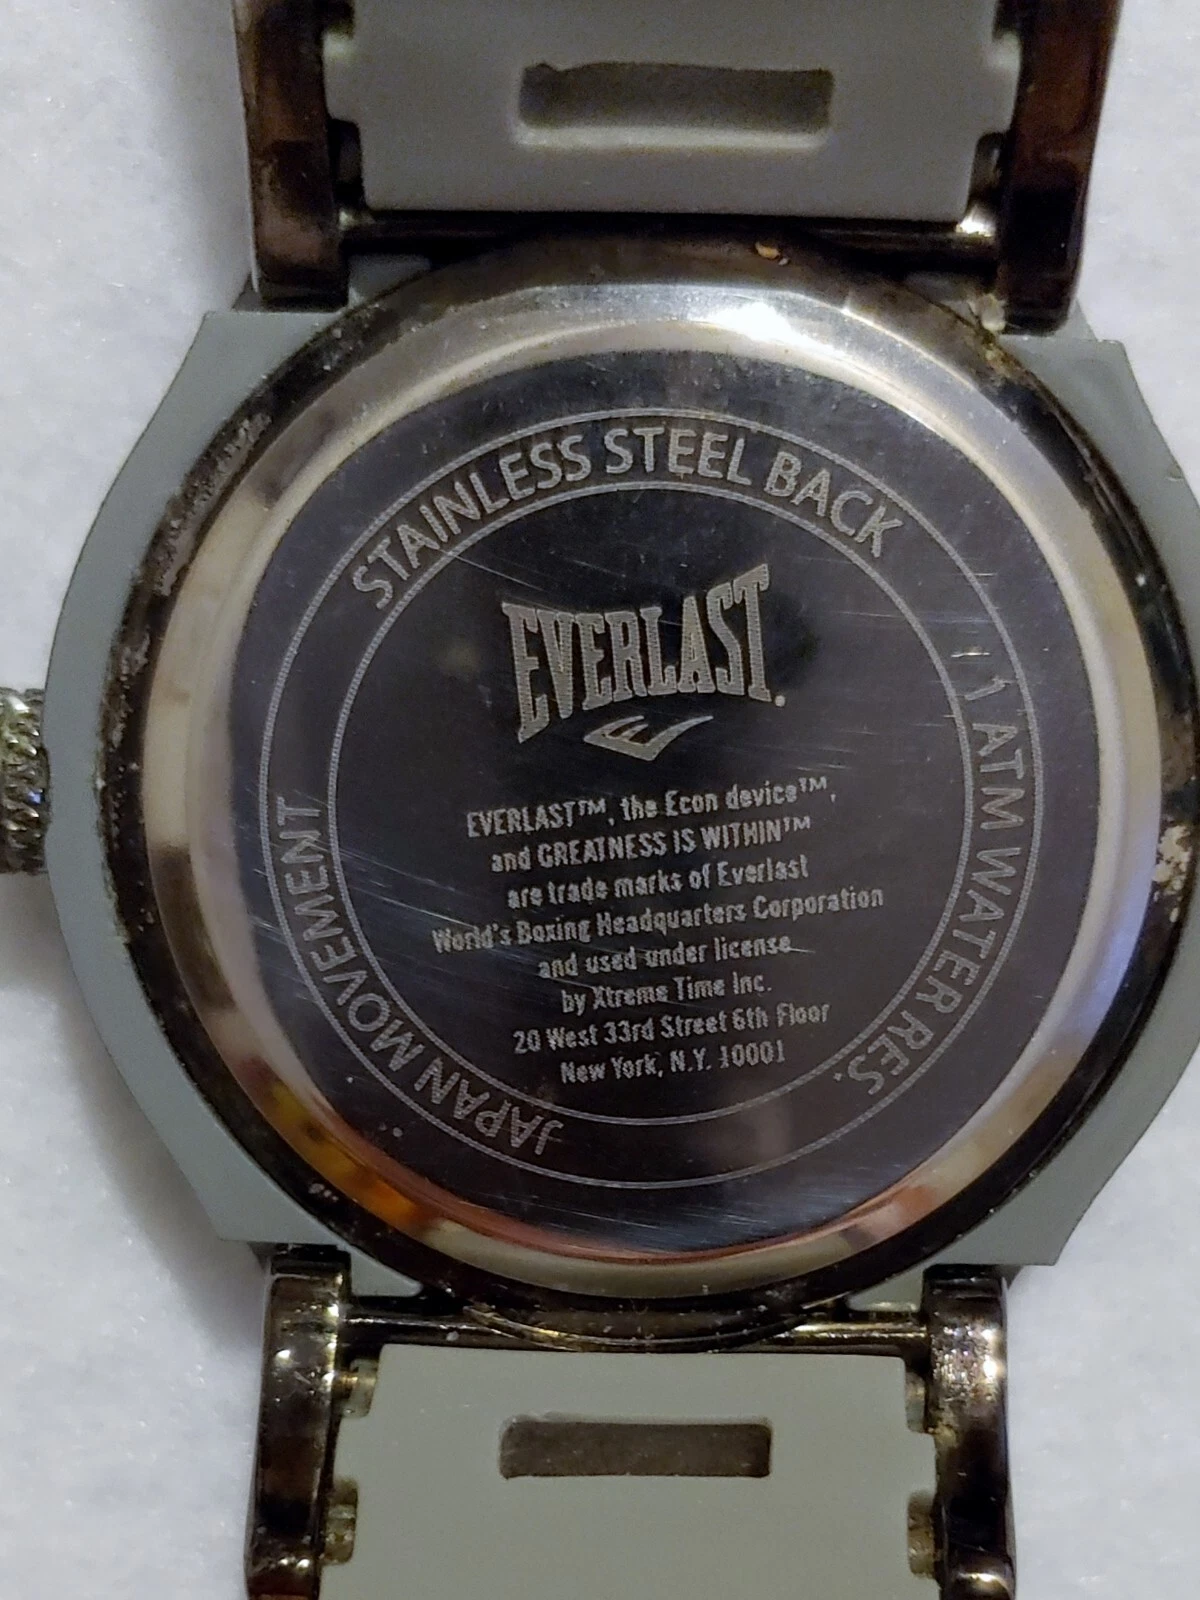 STAINLESS STEEL BACK
1 ATM WATER RES.
JAPAN MOVEMENT
EVERLAST.
EVERLAST™, the Econ device™,
and GREATNESS IS WITHIN™
are trade marks of Everlast
World's Boxing Headquarters Corporation
and used under license
by Xtreme Time Inc.
20 West 33rd Street 6th Floor
New York, N.Y. 10001